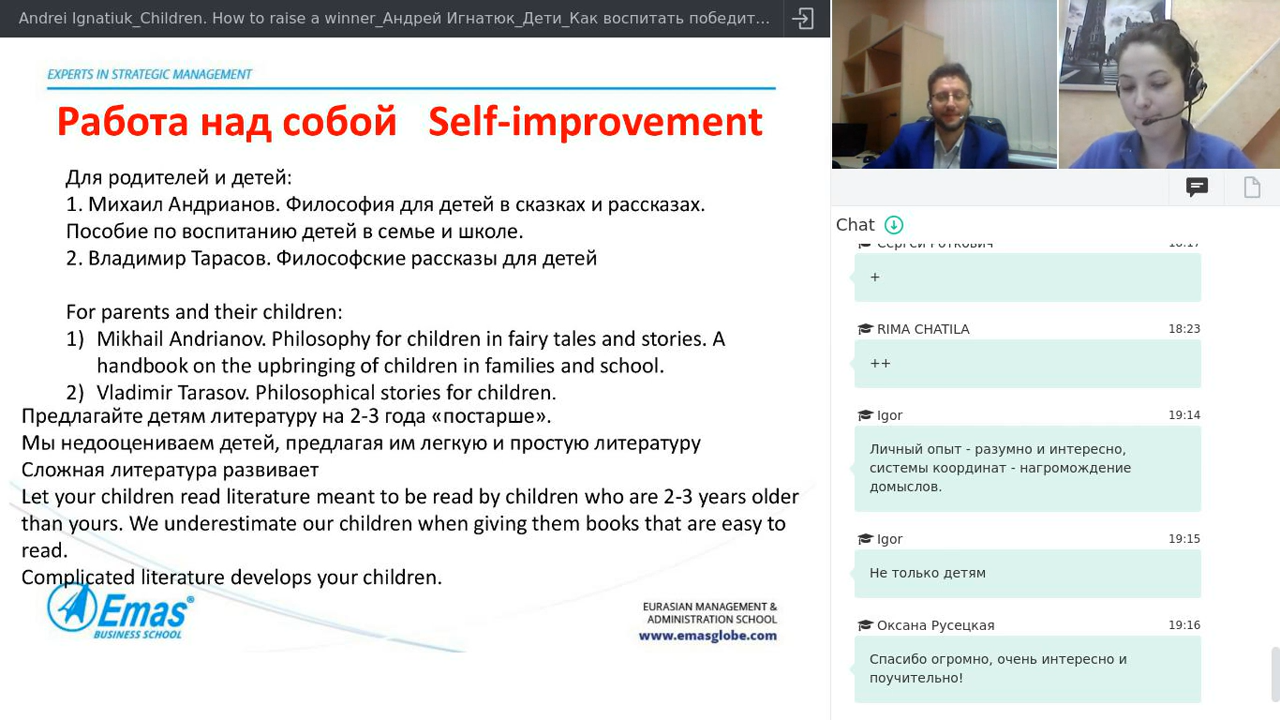 Andrei Ignatiuk_Children. How to raise a winner_Андрей Игнатюк_Дети_Как воспитать победит...
EXPERTS IN STRATEGIC MANAGEMENT
Работа над собой Self-improvement
Для родителей и детей:
1. Михаил Андрианов. Философия для детей в сказках и рассказах.
Пособие по воспитанию детей в семье и школе.
2. Владимир Тарасов. Философские рассказы для детей
For parents and their children:
1) Mikhail Andrianov. Philosophy for children in fairy tales and stories. A
handbook on the upbringing of children in families and school.
2) Vladimir Tarasov. Philosophical stories for children.
Предлагайте детям литературу на 2-3 года «постарше».
Мы недооцениваем детей, предлагая им легкую и простую литературу
Сложная литература развивает
Let your children read literature meant to be read by children who are 2-3 years older
than yours. We underestimate our children when giving them books that are easy to
read.
Complicated literature develops your children.
Emas®
BUSINESS SCHOOL
EURASIAN MANAGEMENT &
ADMINISTRATION SCHOOL
www.emasglobe.com
Chat
Сергей Роткович 18:17
+
RIMA CHATILA 18:23
++
Igor 19:14
Личный опыт - разумно и интересно,
системы координат - нагромождение
домыслов.
Igor 19:15
Не только детям
Оксана Русецкая 19:16
Спасибо огромно, очень интересно и
поучительно!